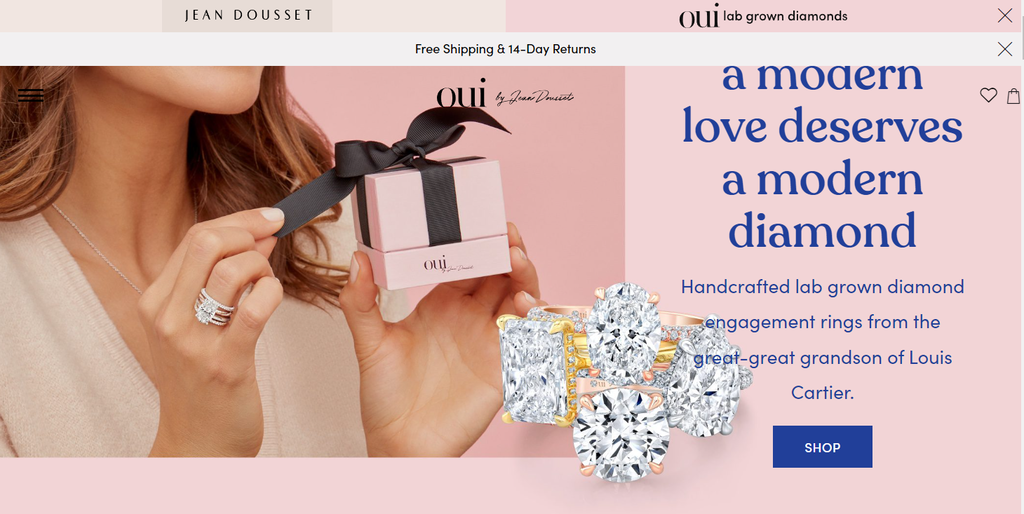 JEAN DOUSSET
oui lab grown diamonds
Free Shipping & 14-Day Returns
oui by Jean Dousset
a modern
love deserves
a modern
diamond
oui by Jean Dousset
Handcrafted lab grown diamond
engagement rings from the
great-great grandson of Louis
Cartier.
oui
SHOP